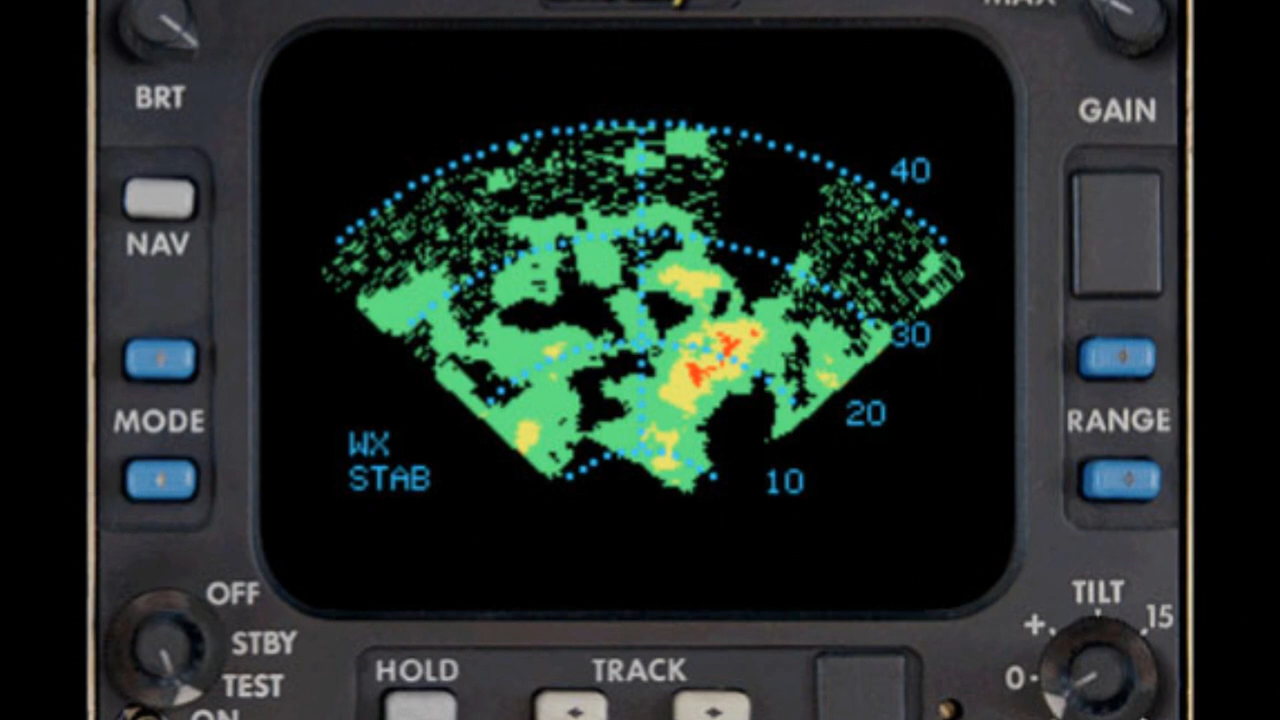 MAX
BRT
GAIN
40
NAV
30
MODE
20
RANGE
WX
STAB
10
OFF
TILT
+
15
STBY
HOLD
TRACK
TEST
0
ON